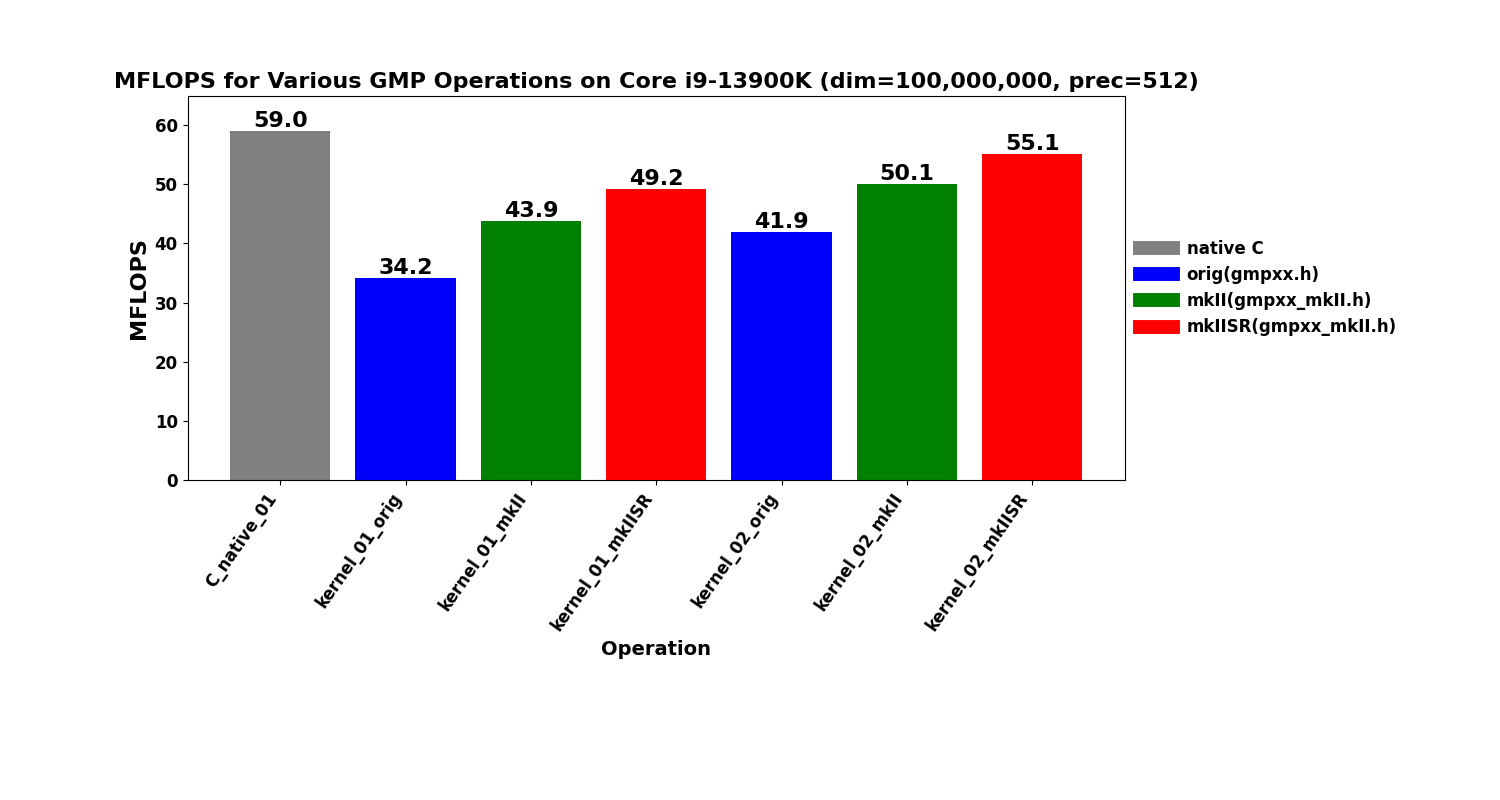 MFLOPS for Various GMP Operations on Core i9-13900K (dim=100,000,000, prec=512)
MFLOPS
60
50
40
30
20
10
0
59.0
34.2
43.9
49.2
41.9
50.1
55.1
C_native_01
kernel_01_orig
kernel_01_mkII
kernel_01_mkIISR
kernel_02_orig
kernel_02_mkII
kernel_02_mkIISR
Operation
native C
orig(gmpxx.h)
mkII(gmpxx_mkII.h)
mkIISR(gmpxx_mkII.h)